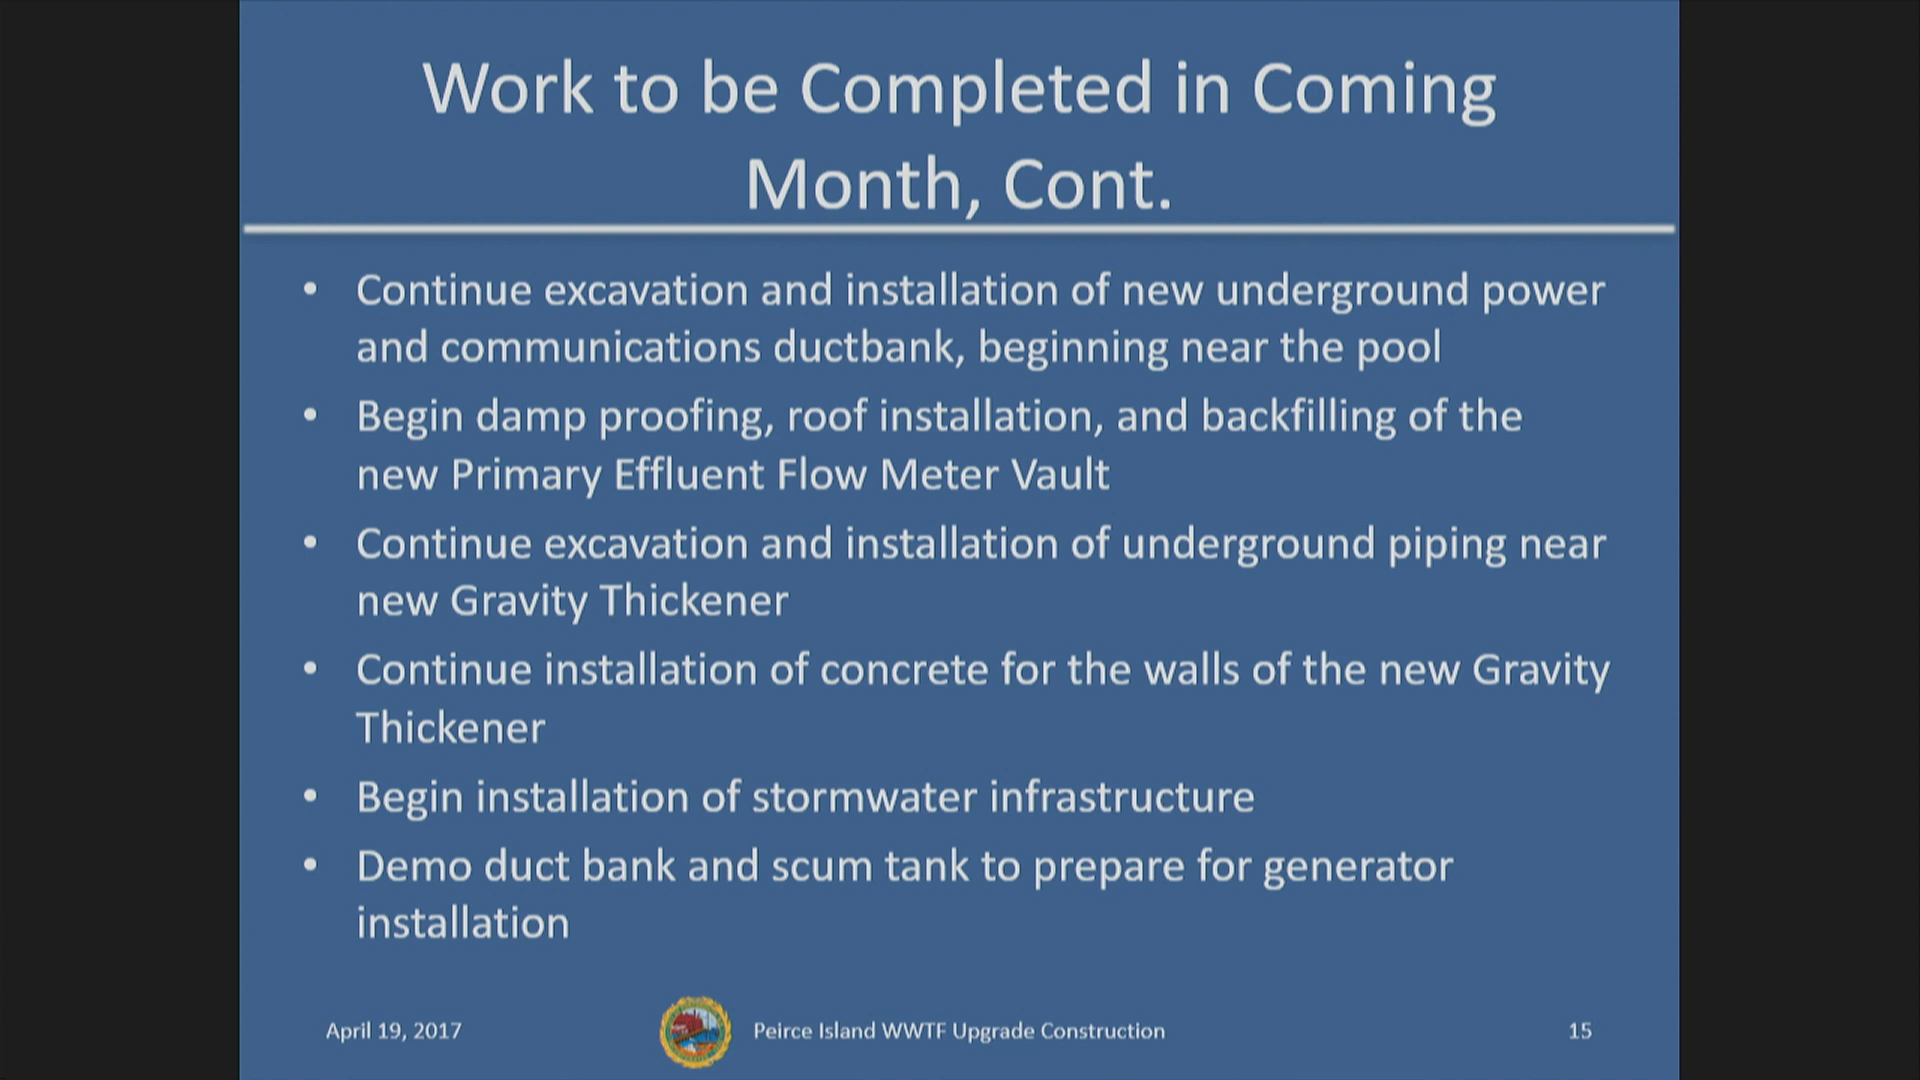 Work to be Completed in Coming
Month, Cont.
• Continue excavation and installation of new underground power
and communications ductbank, beginning near the pool
• Begin damp proofing, roof installation, and backfilling of the
new Primary Effluent Flow Meter Vault
• Continue excavation and installation of underground piping near
new Gravity Thickener
• Continue installation of concrete for the walls of the new Gravity
Thickener
• Begin installation of stormwater infrastructure
• Demo duct bank and scum tank to prepare for generator
installation
April 19, 2017
Peirce Island WWTF Upgrade Construction
15